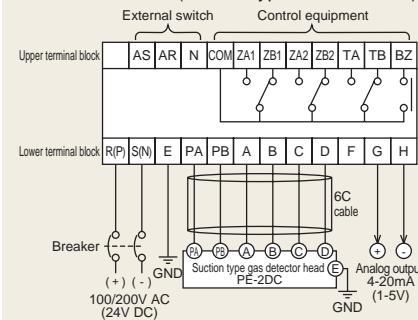 External switch Control equipment
Upper terminal block AS AR N COM ZA1 ZB1 ZA2 ZB2 TA TB BZ
Lower terminal block R(P) S(N) E PA PB A B C D F G H
6C
cable
Breaker
PA PB A B C D + -
GND
Suction type gas detector head E
PE-2DC
Analog outpu
4-20mA
(1-5V)
(+) (-)
100/200V AC
(24V DC)
GND